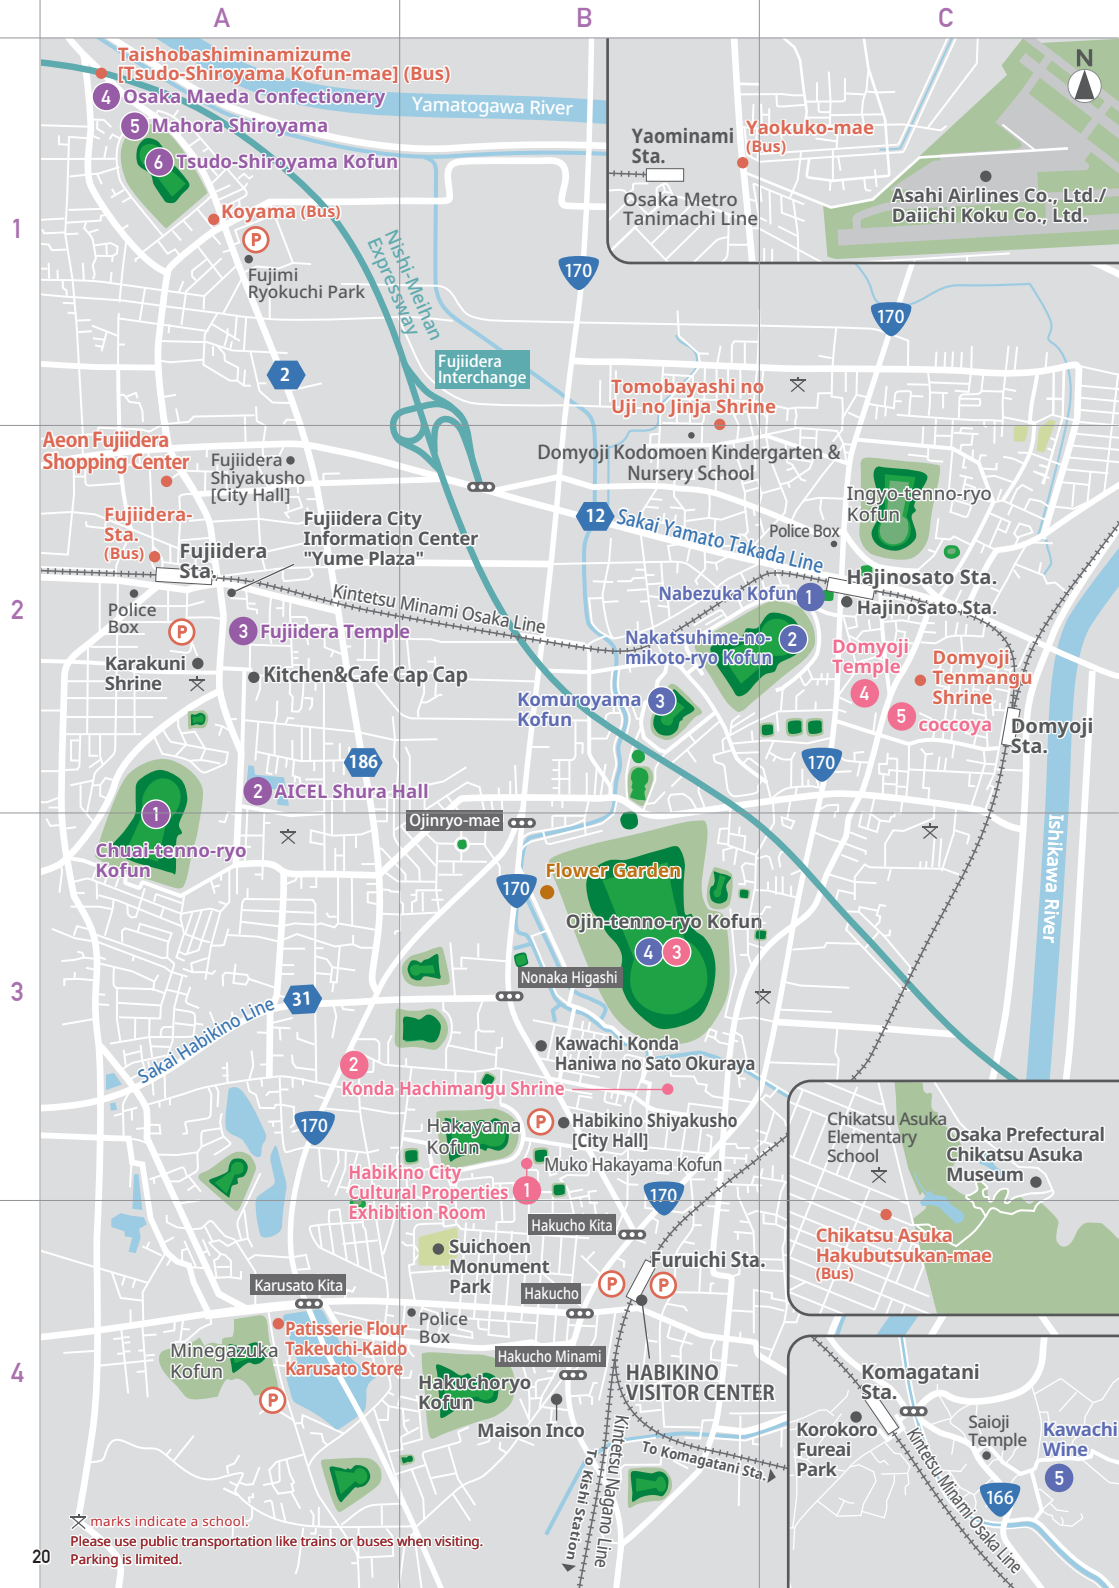 A
B
C
1
2
3
4
Taishobashiminamizume
[Tsudo-Shiroyama Kofun-mae] (Bus)
4 Osaka Maeda Confectionery
5 Mahora Shiroyama
6 Tsudo-Shiroyama Kofun
Koyama (Bus)
P
Fujimi
Ryokuchi Park
Yamatogawa River
Nishi-Meihan
Expressway
170
2
Fujiidera
Interchange
Yaominami
Sta.
Yaokuko-mae
(Bus)
Osaka Metro
Tanimachi Line
N
Asahi Airlines Co., Ltd./
Daiichi Koku Co., Ltd.
170
Tomobayashi no
Uji no Jinja Shrine
Domyoji Kodomoen Kindergarten &
Nursery School
Aeon Fujiidera
Shopping Center
Fujiidera
Shiyakusho
[City Hall]
Fujiidera-
Sta.
(Bus)
Fujiidera
Sta.
Fujiidera City
Information Center
"Yume Plaza"
12
Sakai Yamato Takada Line
Police Box
Ingyo-tenno-ryo
Kofun
Hajinosato Sta.
Hajinosato Sta.
Nabezuka Kofun 1
Kintetsu Minami Osaka Line
Police
Box
P
3 Fujiidera Temple
Karakuni
Shrine
Kitchen&Cafe Cap Cap
Nakatsuhime-no-
mikoto-ryo Kofun
2
Domyoji
Temple
4
Domyoji
Tenmangu
Shrine
5 coccoya
Komuroyama
Kofun
3
Domyoji
Sta.
186
170
2 AICEL Shura Hall
1
Chuai-tenno-ryo
Kofun
Ojinryo-mae
170
Flower Garden
Ojin-tenno-ryo Kofun
4 3
Ishikawa River
Nonaka Higashi
31
Sakai Habikino Line
Kawachi Konda
Haniwa no Sato Okuraya
2
Konda Hachimangu Shrine
170
Hakayama
Kofun
P
Habikino Shiyakusho
[City Hall]
Muko Hakayama Kofun
Habikino City
Cultural Properties
Exhibition Room
1
170
Hakucho Kita
Chikatsu Asuka
Elementary
School
Osaka Prefectural
Chikatsu Asuka
Museum
Chikatsu Asuka
Hakubutsukan-mae
(Bus)
Suichoen
Monument
Park
Furuichi Sta.
P
P
Karusato Kita
Hakucho
Police
Box
Patisserie Flour
Takeuchi-Kaido
Karusato Store
Minegazuka
Kofun
P
Hakucho Minami
Hakuchoryo
Kofun
HABIKINO
VISITOR CENTER
Maison Inco
Kintetsu Nagano Line
To Kishi Station
To Komagatani Sta.
Komagatani
Sta.
Korokoro
Fureai
Park
Saioji
Temple
Kawachi
Wine
5
166
Kintetsu Minami Osaka Line
marks indicate a school.
Please use public transportation like trains or buses when visiting.
Parking is limited.
20